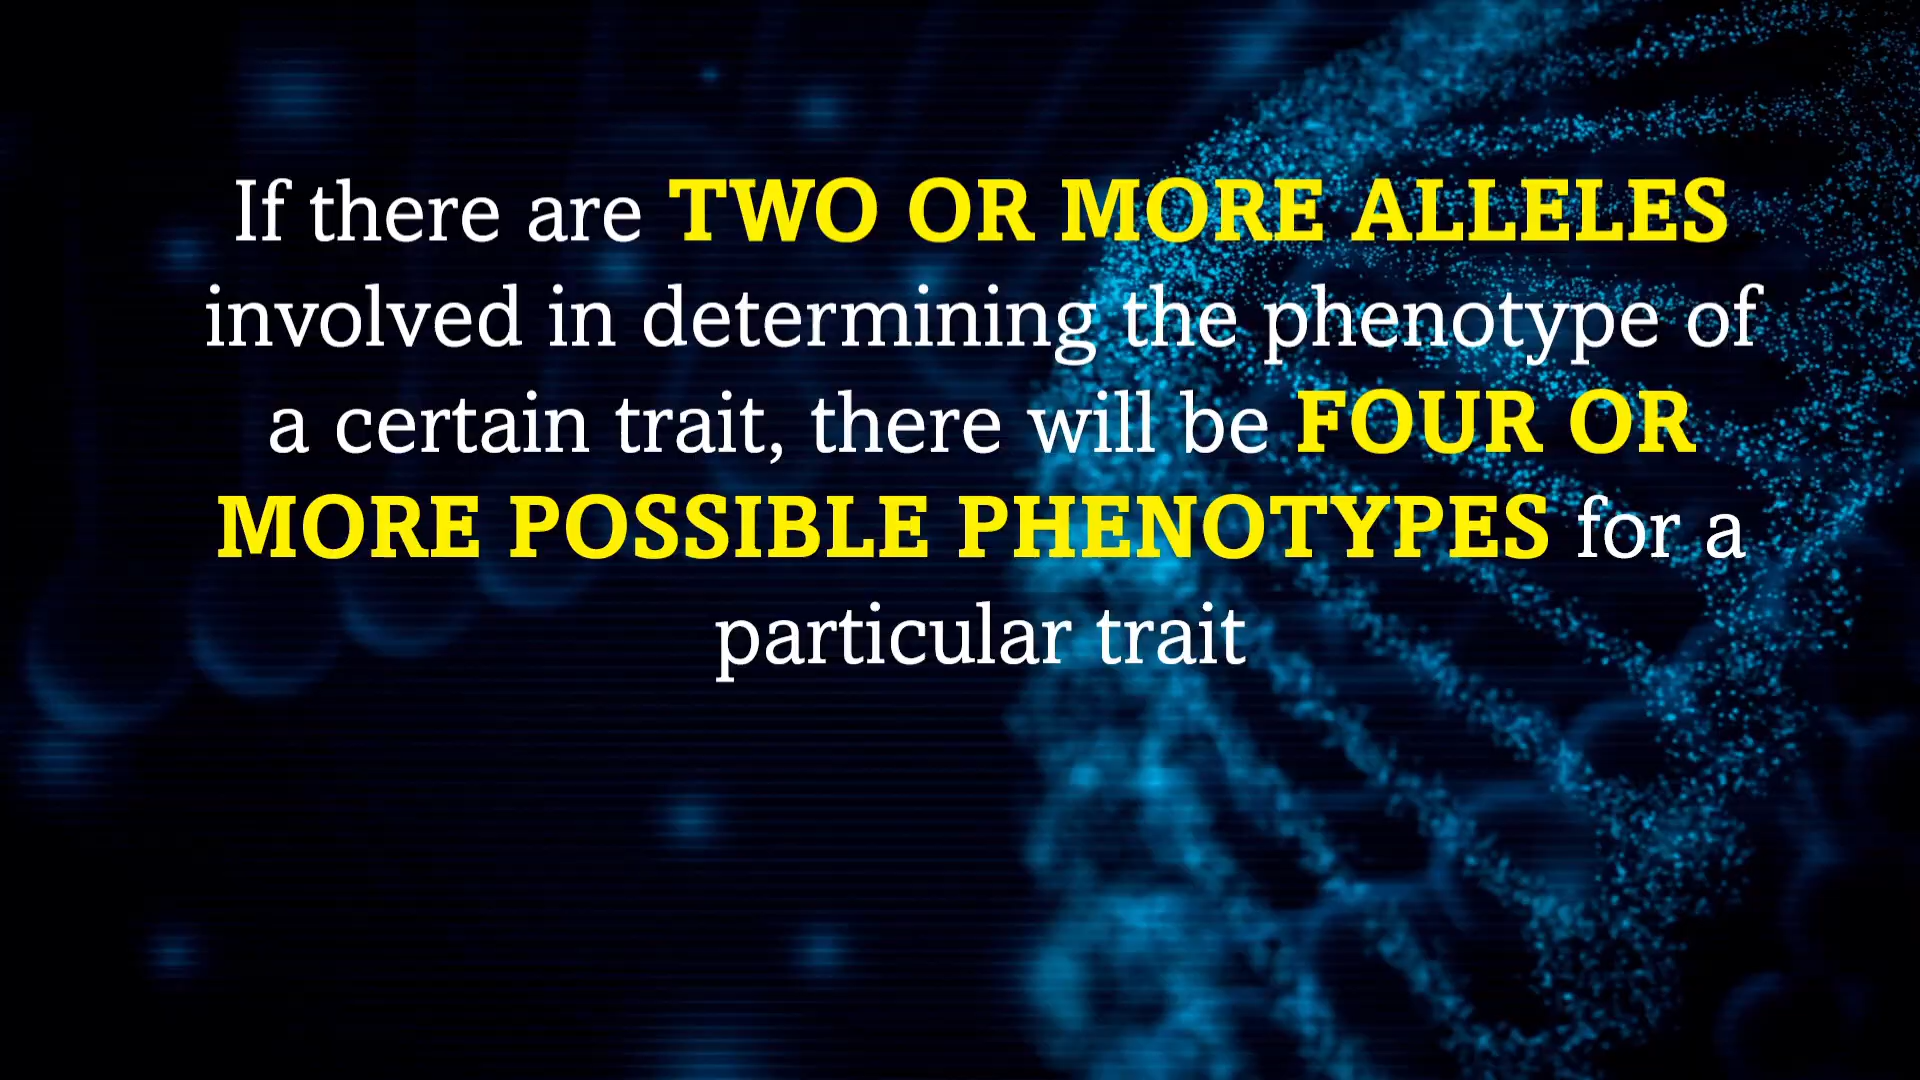 If there are TWO OR MORE ALLELES
involved in determining the phenotype of
a certain trait, there will be FOUR OR
MORE POSSIBLE PHENOTYPES for a
particular trait